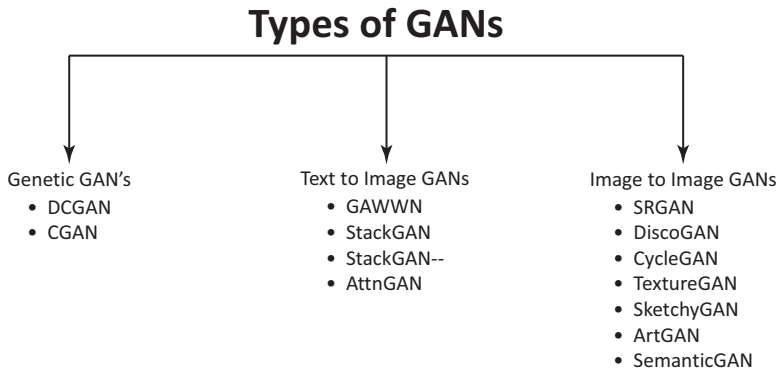 Types of GANs
Genetic GAN's
• DCGAN
• CGAN
Text to Image GANs
• GAWWN
• StackGAN
• StackGAN--
• AttnGAN
Image to Image GANs
• SRGAN
• DiscoGAN
• CycleGAN
• TextureGAN
• SketchyGAN
• ArtGAN
• SemanticGAN